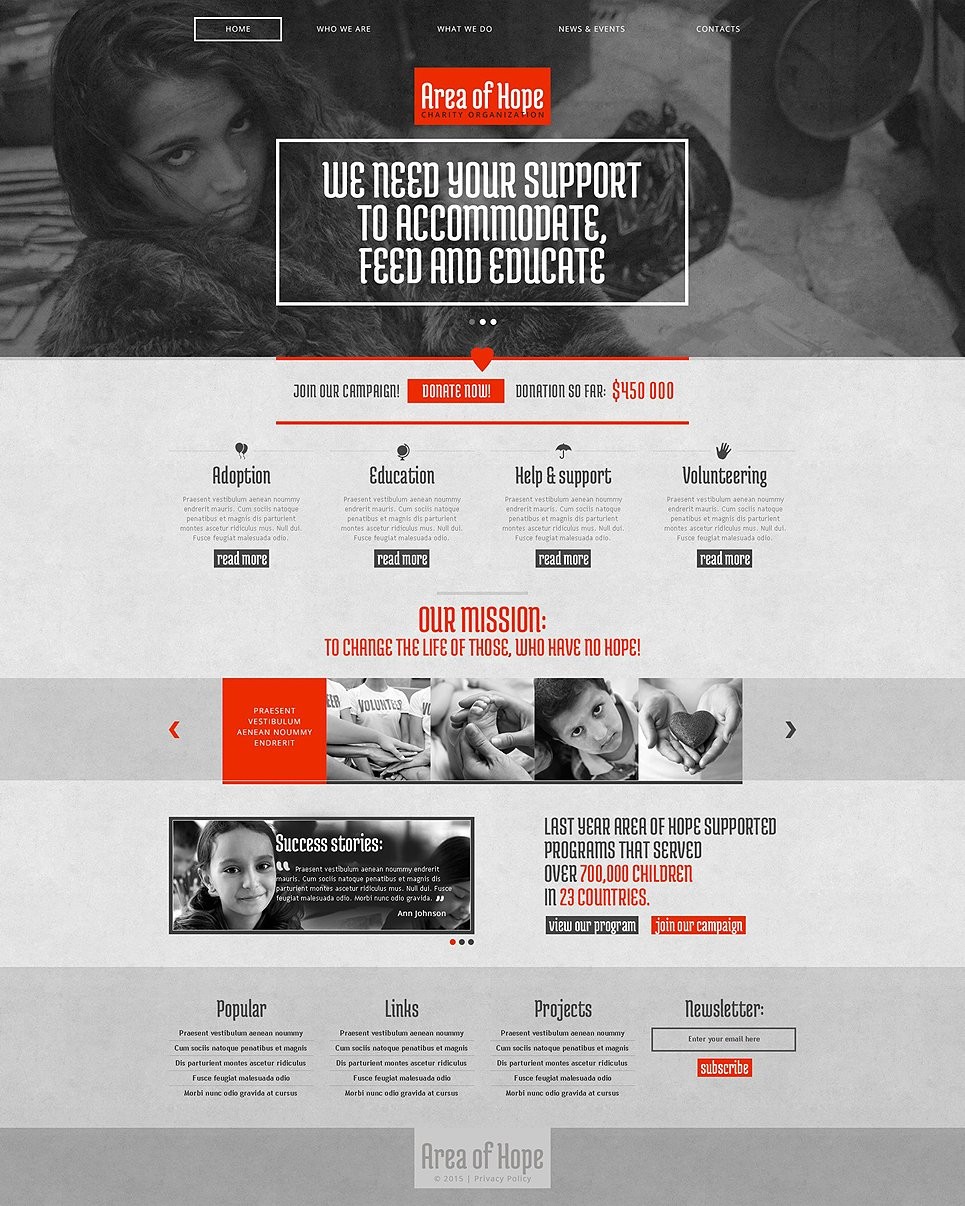 HOME
WHO WE ARE
WHAT WE DO
NEWS & EVENTS
CONTACTS
Area of Hope
CHARITY ORGANIZATION
WE NEED YOUR SUPPORT
TO ACCOMMODATE,
FEED AND EDUCATE
JOIN OUR CAMPAIGN!
DONATE NOW!
DONATION SO FAR: $450 000
Adoption
Praesent vestibulum aenean noummy
endrerit mauris. Cum sociis natoque
penatibus et magnis dis parturient
montes ascetur ridiculus mus. Null dui.
Fusce feugiat malesuada odio.
read more
Education
Praesent vestibulum aenean noummy
endrerit mauris. Cum sociis natoque
penatibus et magnis dis parturient
montes ascetur ridiculus mus. Null dui.
Fusce feugiat malesuada odio.
read more
Help & support
Praesent vestibulum aenean noummy
endrerit mauris. Cum sociis natoque
penatibus et magnis dis parturient
montes ascetur ridiculus mus. Null dui.
Fusce feugiat malesuada odio.
read more
Volunteering
Praesent vestibulum aenean noummy
endrerit mauris. Cum sociis natoque
penatibus et magnis dis parturient
montes ascetur ridiculus mus. Null dui.
Fusce feugiat malesuada odio.
read more
OUR MISSION:
TO CHANGE THE LIFE OF THOSE, WHO HAVE NO HOPE!
PRAESENT
VESTIBULUM
AENEAN NOUMMY
ENDRERIT
VOLUNTE
Success stories:
“ Praesent vestibulum aenean nummy endrerit
mauris. Cum sociis natoque penatibus et magnis dis
parturient montes ascetur ridiculus mus. Null dui. Fusce
feugiat malesuada odio. Morbi nunc odio gravida. ”
Ann Johnson
LAST YEAR AREA OF HOPE SUPPORTED
PROGRAMS THAT SERVED
OVER 700,000 CHILDREN
IN 23 COUNTRIES.
view our program
join our campaign
Popular
Praesent vestibulum aenean noummy
Cum sociis natoque penatibus et magnis
Dis parturient montes ascetur ridiculus
Fusce feugiat malesuada odio
Morbi nunc odio gravida at cursus
Links
Praesent vestibulum aenean noummy
Cum sociis natoque penatibus et magnis
Dis parturient montes ascetur ridiculus
Fusce feugiat malesuada odio
Morbi nunc odio gravida at cursus
Projects
Praesent vestibulum aenean noummy
Cum sociis natoque penatibus et magnis
Dis parturient montes ascetur ridiculus
Fusce feugiat malesuada odio
Morbi nunc odio gravida at cursus
Newsletter:
Enter your email here
subscribe
Area of Hope
© 2015 | Privacy Policy